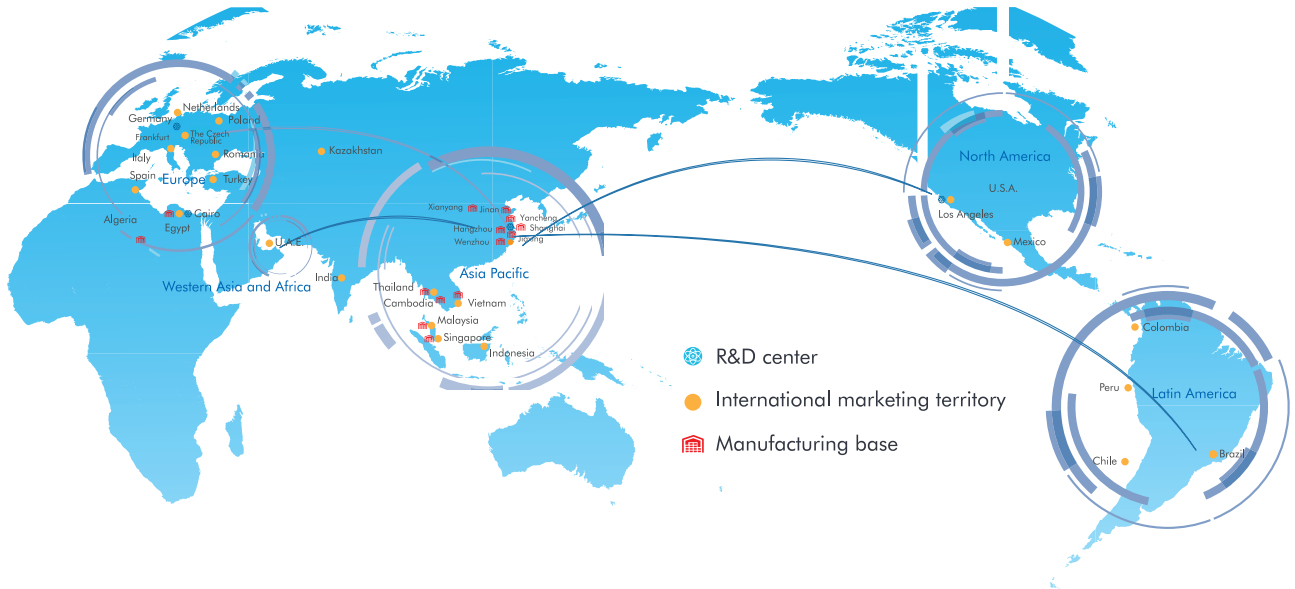 Netherlands
Germany
Poland
Frankfurt
The Czech
Republic
Italy
Romania
Kazakhstan
Spain
Europe
Turkey
Algeria
Cairo
Egypt
U.A.E.
Western Asia and Africa
India
Xianyang
Jinan
Yancheng
Hangzhou
Shanghai
Wenzhou
Jiaxing
Asia Pacific
Thailand
Cambodia
Vietnam
Malaysia
Singapore
Indonesia
North America
U.S.A.
Los Angeles
Mexico
Colombia
Peru
Latin America
Chile
Brazil
R&D center
International marketing territory
Manufacturing base